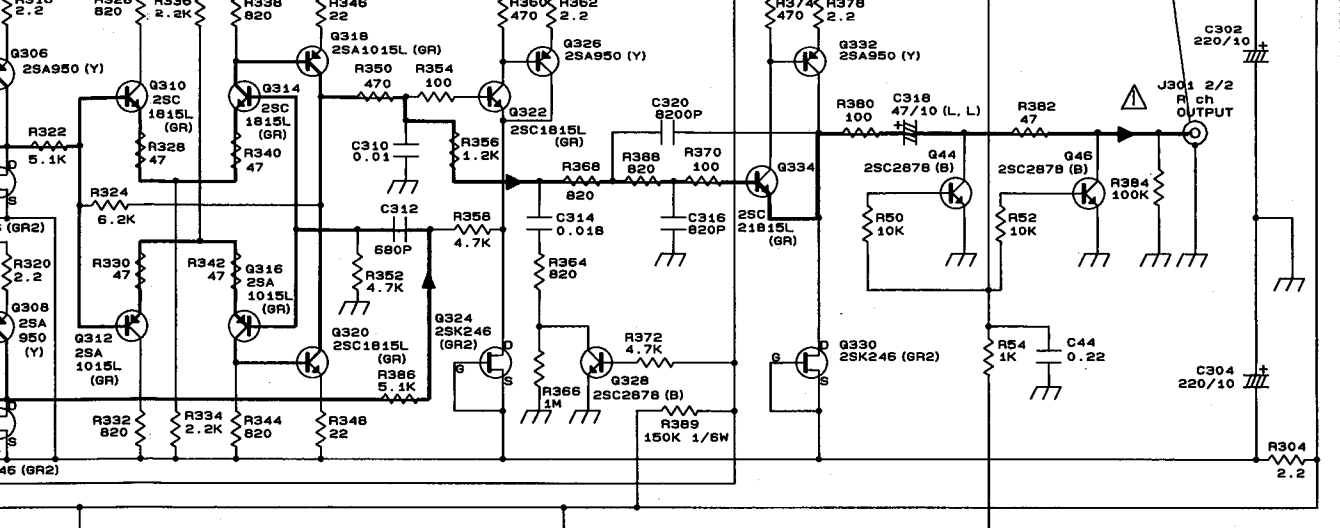 2.2
820
2.2K
R338
820
R346
22
R360
470
R362
2.2
R374
470
R378
2.2
C302
220/10
Q306
2SA950 (Y)
Q318
2SA1015L (GR)
Q326
2SA950 (Y)
Q332
2SA950 (Y)
J301 2/2
R ch
OUTPUT
Q310
2SC
1815L
(GR)
Q314
2SC
1815L
(GR)
R350
470
R354
100
Q322
2SC1815L
(GR)
C320
8200P
R380
100
C318
47/10 (L, L)
R382
47
R322
5.1K
R328
47
R340
47
C310
0.01
R356
1.2K
R368
820
R388
820
R370
100
Q334
2SC
21815L
(GR)
Q44
2SC2878 (B)
Q46
2SC2878 (B)
R384
100K
D
S
(GR2)
R324
6.2K
C312
680P
R358
4.7K
C314
0.018
C316
820P
R50
10K
R52
10K
R320
2.2
R330
47
R342
47
Q316
2SA
1015L
(GR)
R352
4.7K
R364
820
Q308
2SA
950
(Y)
Q312
2SA
1015L
(GR)
Q320
2SC1815L
(GR)
Q324
2SK246
(GR2)
D
G
S
R372
4.7K
Q328
2SC2878 (B)
R366
1M
Q330
2SK246 (GR2)
D
G
S
R54
1K
C44
0.22
C304
220/10
R386
5.1K
D
S
R332
820
R334
2.2K
R344
820
R348
22
R389
150K 1/6W
46 (GR2)
R304
2.2